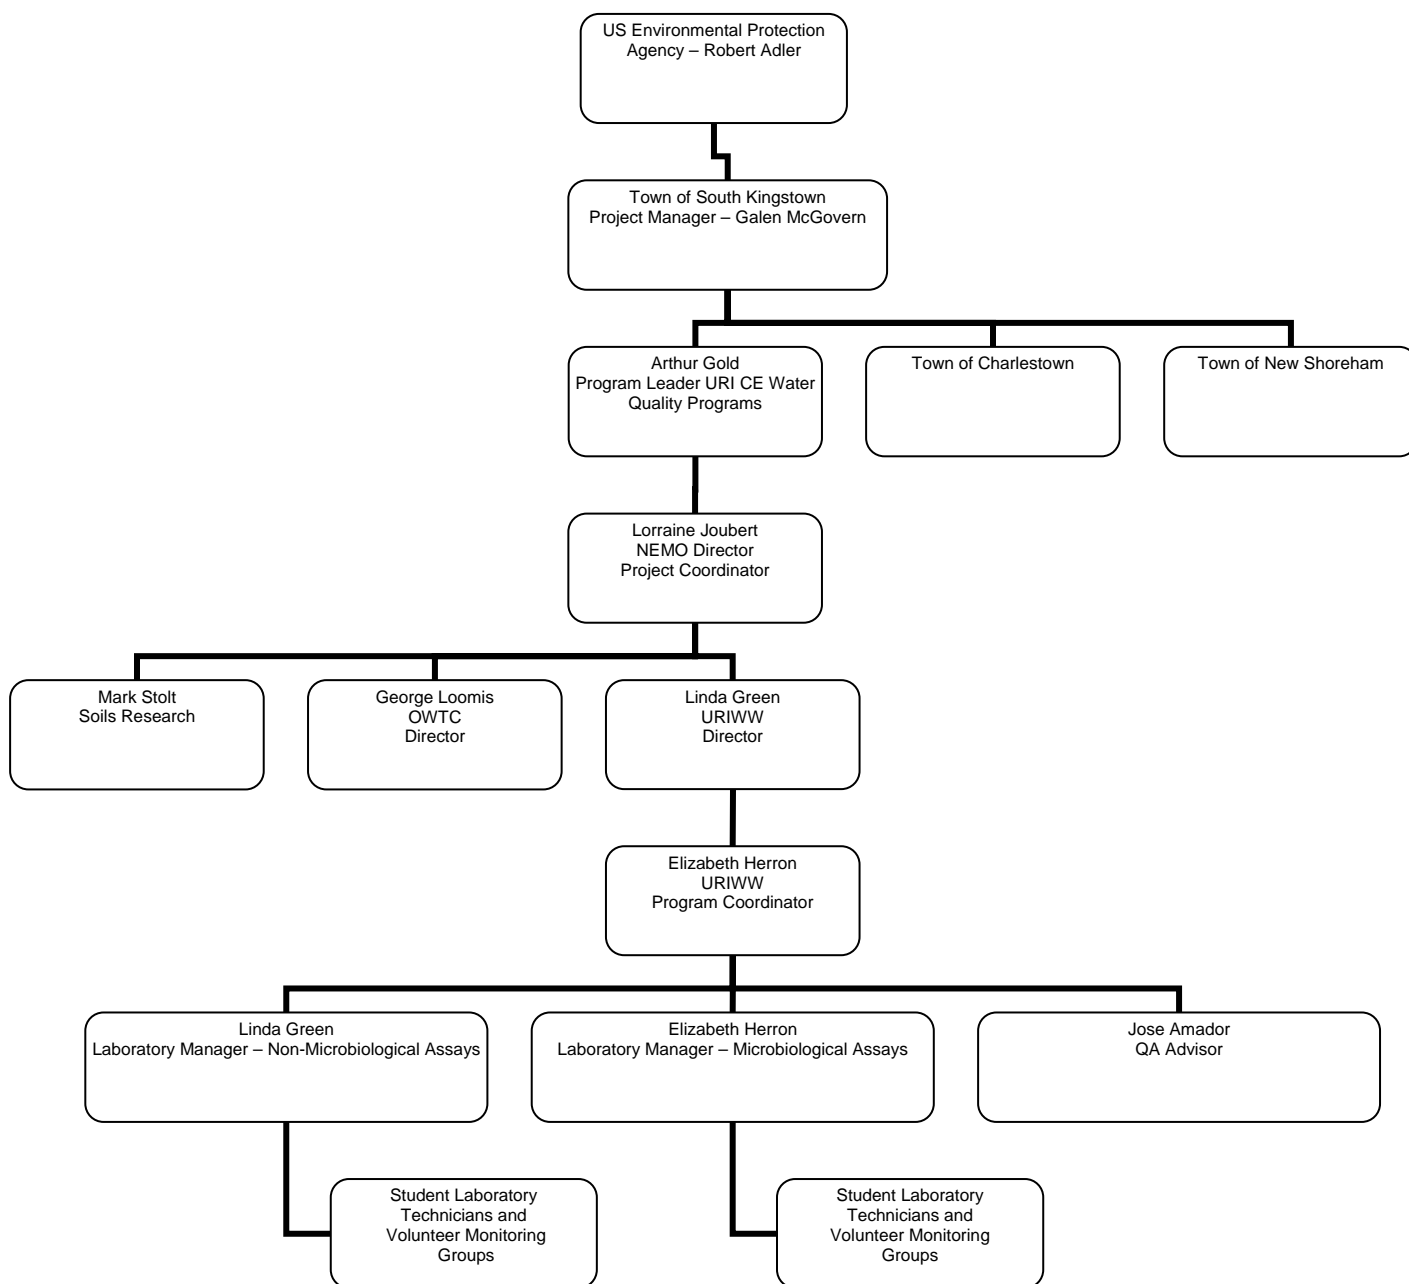 US Environmental Protection
Agency – Robert Adler
Town of South Kingstown
Project Manager – Galen McGovern
Arthur Gold
Program Leader URI CE Water
Quality Programs
Town of Charlestown
Town of New Shoreham
Lorraine Joubert
NEMO Director
Project Coordinator
Mark Stolt
Soils Research
George Loomis
OWTC
Director
Linda Green
URIWW
Director
Elizabeth Herron
URIWW
Program Coordinator
Linda Green
Laboratory Manager – Non-Microbiological Assays
Elizabeth Herron
Laboratory Manager – Microbiological Assays
Jose Amador
QA Advisor
Student Laboratory
Technicians and
Volunteer Monitoring
Groups
Student Laboratory
Technicians and
Volunteer Monitoring
Groups